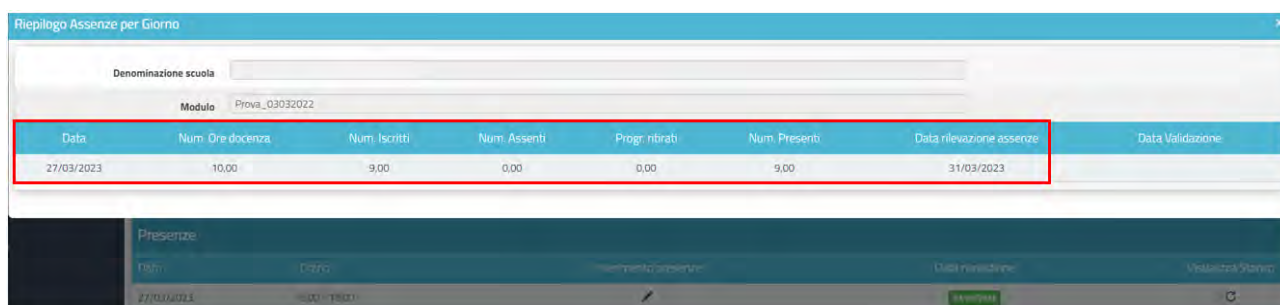 Riepilogo Assenze per Giorno
Denominazione scuola
Modulo Prova_03032022
Data Num. Ore docenza Num. Iscritti Num. Assenti Progr. ritirati Num. Presenti Data rilevazione assenze Data Validazione
27/03/2023 10,00 9,00 0,00 0,00 9,00 31/03/2023
Presenze
Data
27/03/2023